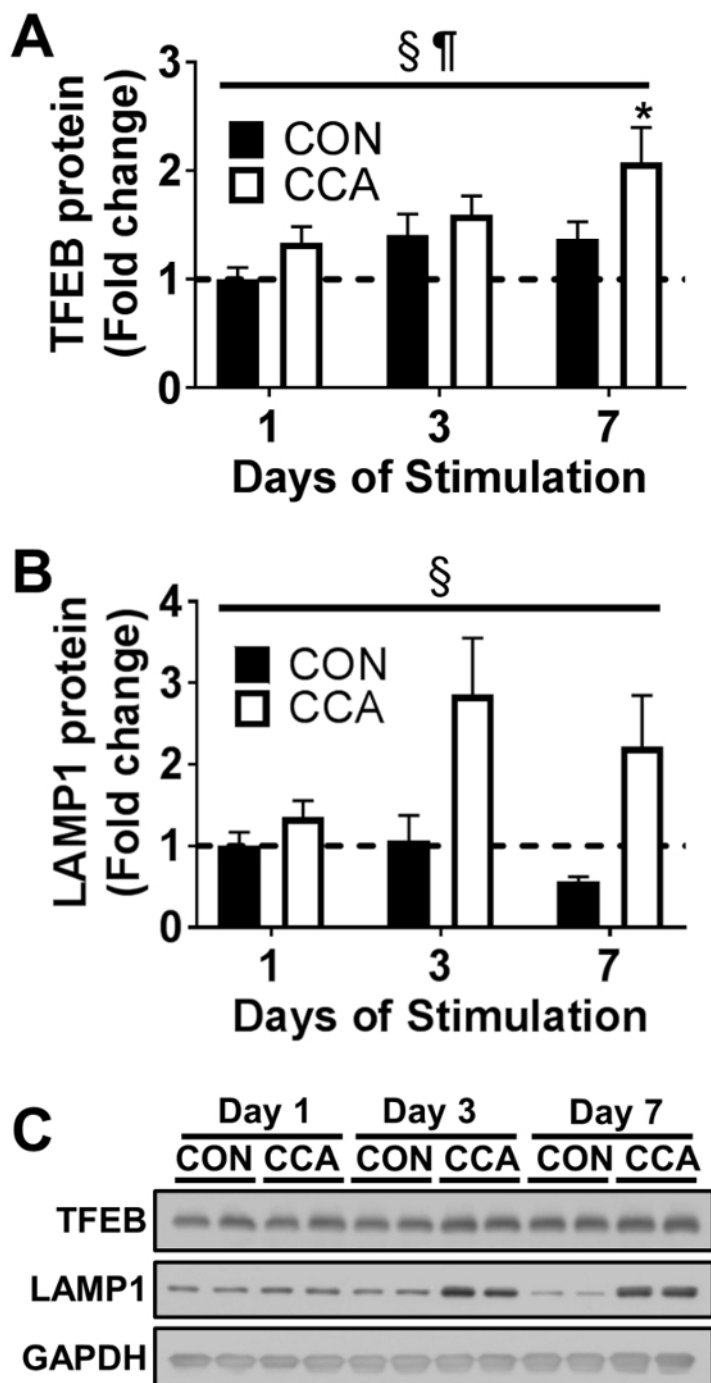 A
§ ¶
3
*
CON
CCA
2
1
0
TFEB protein
(Fold change)
1 3 7
Days of Stimulation
B
§
4
CON
CCA
3
2
1
0
LAMP1 protein
(Fold change)
1 3 7
Days of Stimulation
C
Day 1 Day 3 Day 7
CON CCA CON CCA CON CCA
TFEB
LAMP1
GAPDH